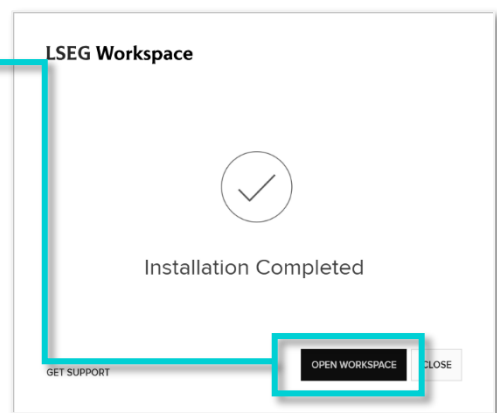 LSEG Workspace
Installation Completed
GET SUPPORT
OPEN WORKSPACE
CLOSE